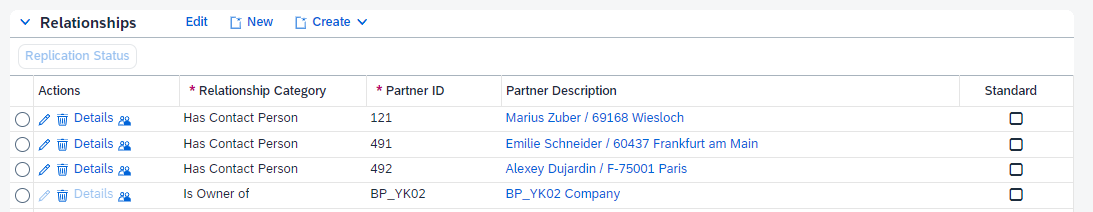 Relationships Edit New Create
Replication Status
Actions * Relationship Category * Partner ID Partner Description Standard
Details Has Contact Person 121 Marius Zuber / 69168 Wiesloch
Details Has Contact Person 491 Emilie Schneider / 60437 Frankfurt am Main
Details Has Contact Person 492 Alexey Dujardin / F-75001 Paris
Details Is Owner of BP_YK02 BP_YK02 Company